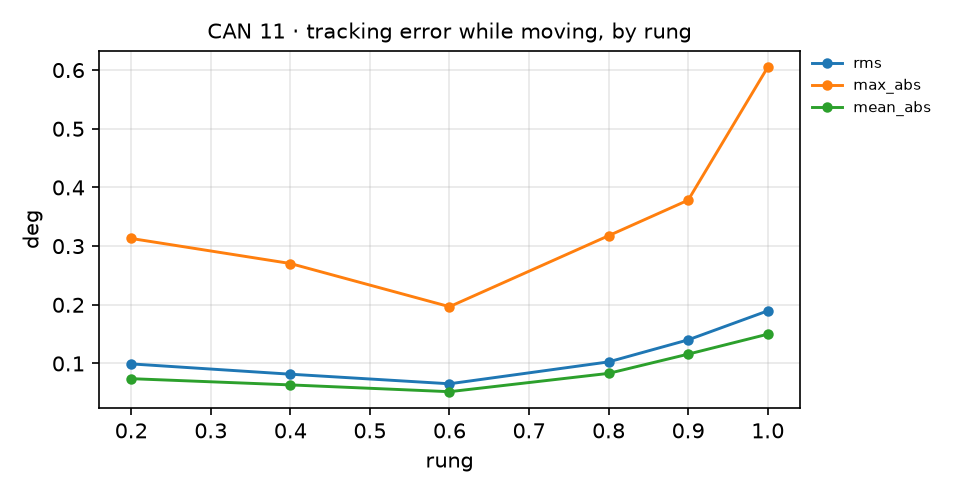 CAN 11 · tracking error while moving, by rung
rms
max_abs
mean_abs
0.6
0.5
0.4
0.3
0.2
0.1
deg
0.2 0.3 0.4 0.5 0.6 0.7 0.8 0.9 1.0
rung